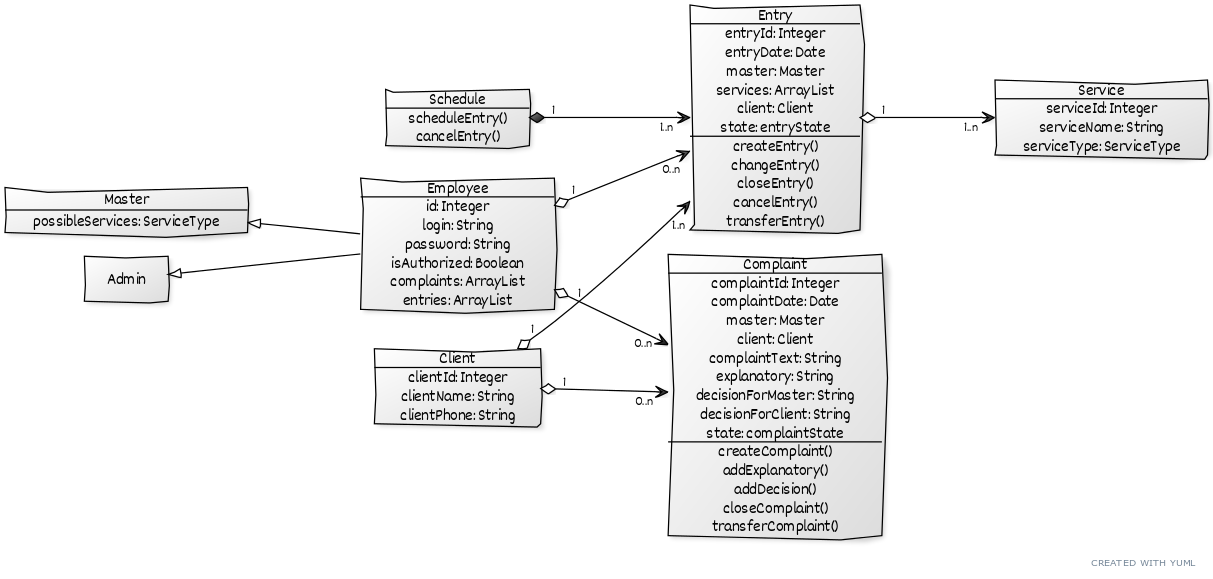 Entry
entryId: Integer
entryDate: Date
master: Master
services: ArrayList
client: Client
state: entryState
createEntry()
changeEntry()
closeEntry()
cancelEntry()
transferEntry()
Schedule
scheduleEntry()
cancelEntry()
1
1..n
1
1..n
Service
serviceId: Integer
serviceName: String
serviceType: ServiceType
Master
possibleServices: ServiceType
Admin
Employee
id: Integer
login: String
password: String
isAuthorized: Boolean
complaints: ArrayList
entries: ArrayList
1
0..n
1
0..n
Client
clientId: Integer
clientName: String
clientPhone: String
1
1..n
1
0..n
Complaint
complaintId: Integer
complaintDate: Date
master: Master
client: Client
complaintText: String
explanatory: String
decisionForMaster: String
decisionForClient: String
state: complaintState
createComplaint()
addExplanatory()
addDecision()
closeComplaint()
transferComplaint()
CREATED WITH YUML